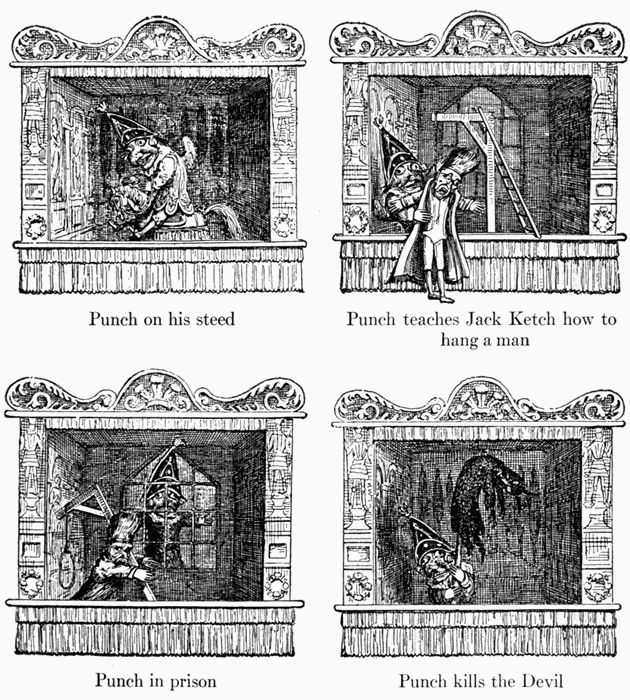 Punch on his steed
Punch teaches Jack Ketch how to
hang a man
Punch in prison
Punch kills the Devil